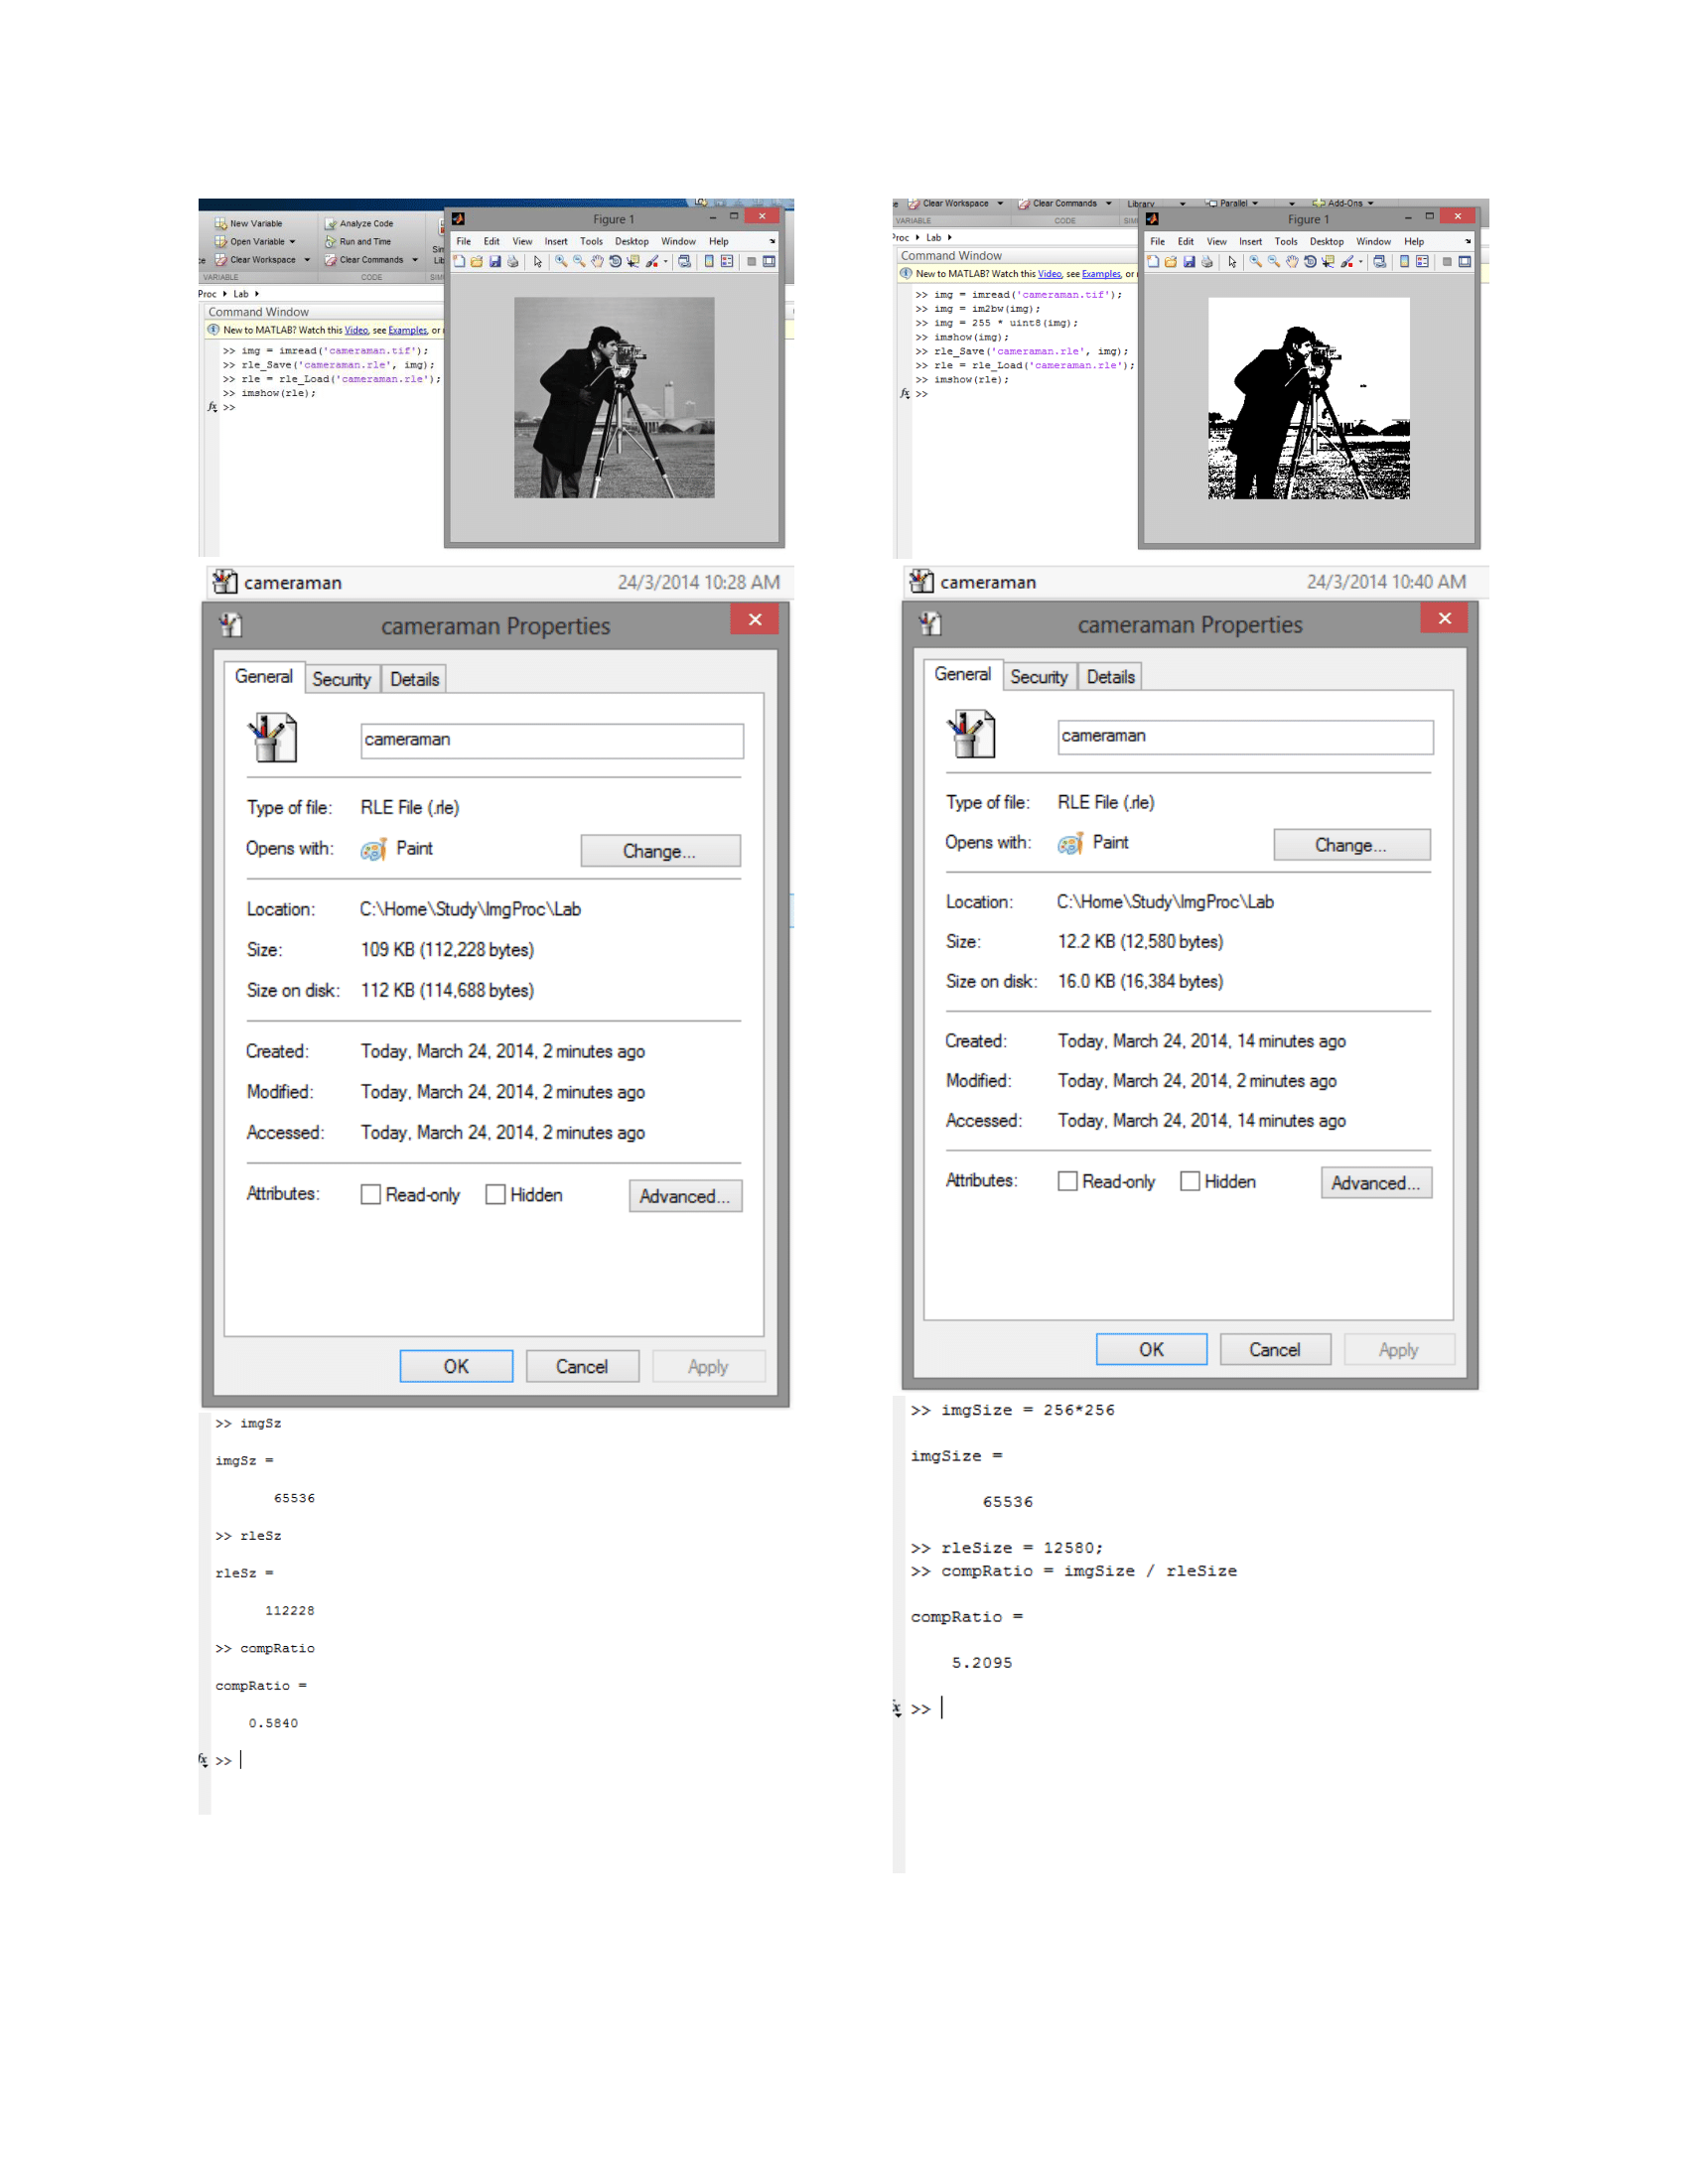 New Variable
Analyze Code
Open Variable
Run and Time
Clear Workspace
Clear Commands
VARIABLE
CODE
Proc Lab
Command Window
New to MATLAB? Watch this Video, see Examples, or
>> img = imread('cameraman.tif');
>> rle_Save('cameraman.rle', img);
>> rle = rle_Load('cameraman.rle');
>> imshow(rle);
fx >>
Figure 1
File Edit View Insert Tools Desktop Window Help
cameraman 24/3/2014 10:28 AM
cameraman Properties
General Security Details
cameraman
Type of file: RLE File (.rle)
Opens with: Paint Change...
Location: C:\Home\Study\ImgProc\Lab
Size: 109 KB (112,228 bytes)
Size on disk: 112 KB (114,688 bytes)
Created: Today, March 24, 2014, 2 minutes ago
Modified: Today, March 24, 2014, 2 minutes ago
Accessed: Today, March 24, 2014, 2 minutes ago
Attributes: Read-only Hidden Advanced...
OK Cancel Apply
>> imgSz
imgSz =
65536
>> rleSz
rleSz =
112228
>> compRatio
compRatio =
0.5840
fx >>
Clear Workspace Clear Commands Library Parallel Add-Ons
VARIABLE CODE
Proc Lab
Command Window
New to MATLAB? Watch this Video, see Examples, or
>> img = imread('cameraman.tif');
>> img = im2bw(img);
>> img = 255 * uint8(img);
>> imshow(img);
>> rle_Save('cameraman.rle', img);
>> rle = rle_Load('cameraman.rle');
>> imshow(rle);
fx >>
Figure 1
File Edit View Insert Tools Desktop Window Help
cameraman 24/3/2014 10:40 AM
cameraman Properties
General Security Details
cameraman
Type of file: RLE File (.rle)
Opens with: Paint Change...
Location: C:\Home\Study\ImgProc\Lab
Size: 12.2 KB (12,580 bytes)
Size on disk: 16.0 KB (16,384 bytes)
Created: Today, March 24, 2014, 14 minutes ago
Modified: Today, March 24, 2014, 2 minutes ago
Accessed: Today, March 24, 2014, 14 minutes ago
Attributes: Read-only Hidden Advanced...
OK Cancel Apply
>> imgSize = 256*256
imgSize =
65536
>> rleSize = 12580;
>> compRatio = imgSize / rleSize
compRatio =
5.2095
fx >>